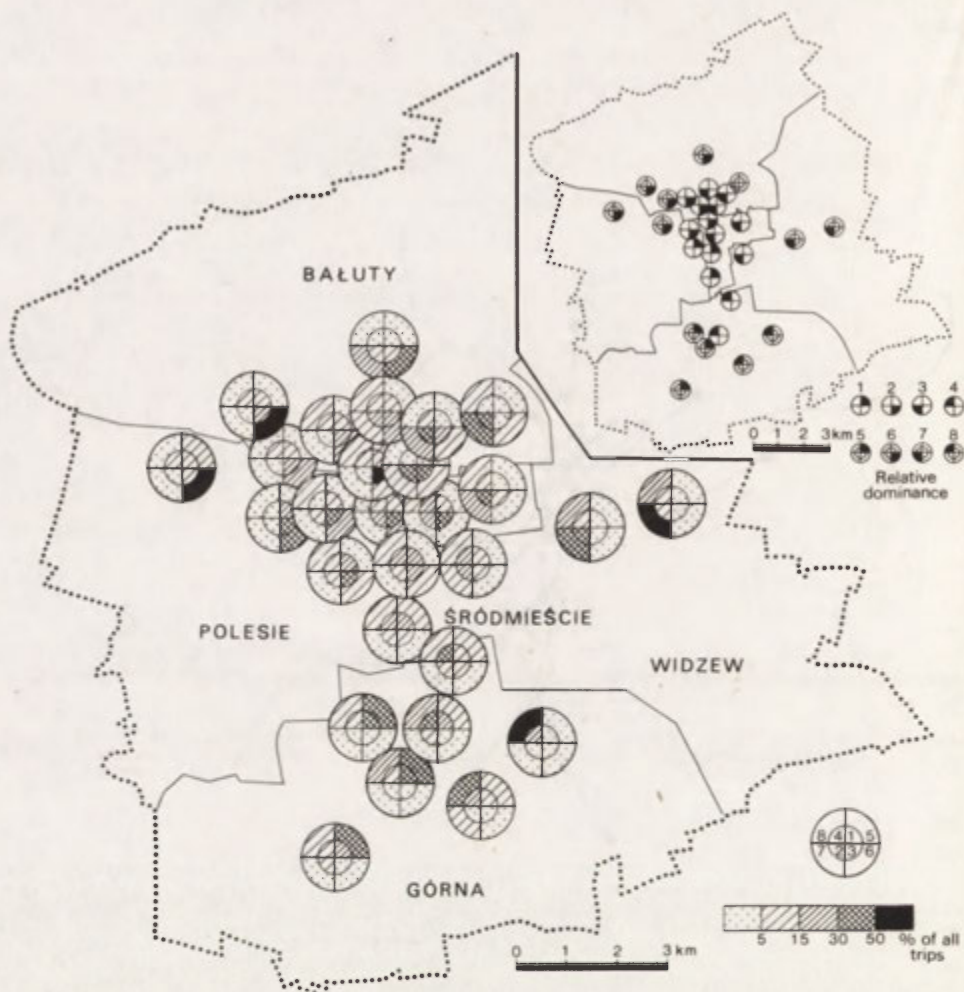 BAŁUTY
1 2 3 4
0 1 2 3 km
5 6 7 8
Relative
dominance
POLESIE
ŚRÓDMIEŚCIE
WIDZEW
8 4 1 5
7 2 3 6
GÓRNA
5 15 30 50 % of all
trips
0 1 2 3 km